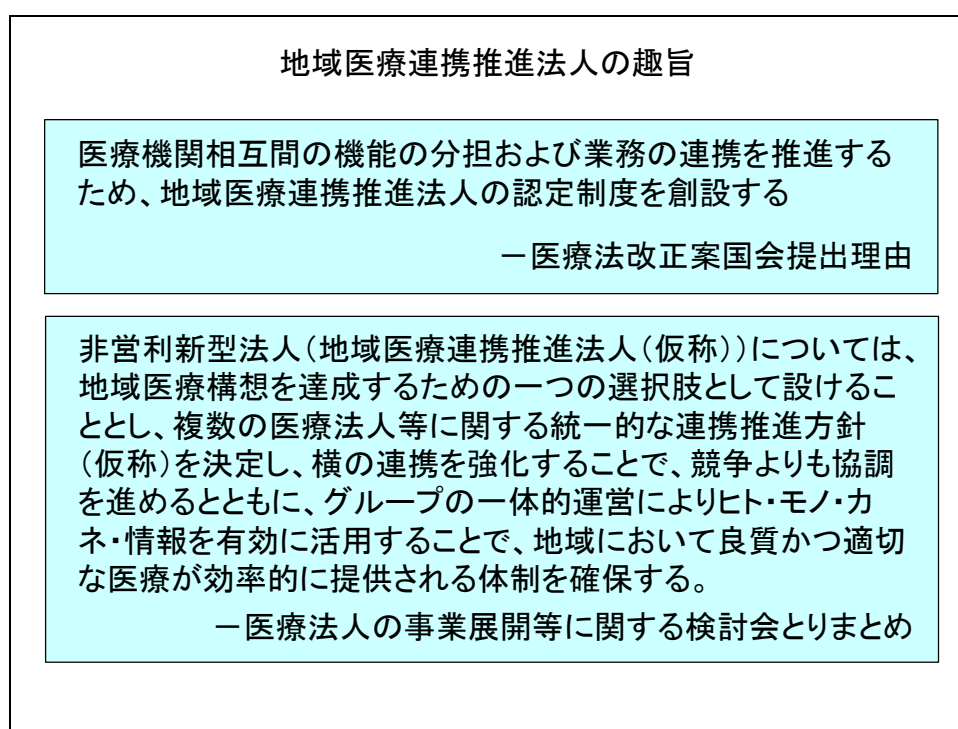 地域医療連携推進法人の趣旨
医療機関相互間の機能の分担および業務の連携を推進する
ため、地域医療連携推進法人の認定制度を創設する
－医療法改正案国会提出理由
非営利新型法人（地域医療連携推進法人（仮称））については、
地域医療構想を達成するための一つの選択肢として設けるこ
ととし、複数の医療法人等に関する統一的な連携推進方針
（仮称）を決定し、横の連携を強化することで、競争よりも協調
を進めるとともに、グループの一体的運営によりヒト・モノ・カ
ネ・情報を有効に活用することで、地域において良質かつ適切
な医療が効率的に提供される体制を確保する。
－医療法人の事業展開等に関する検討会とりまとめ